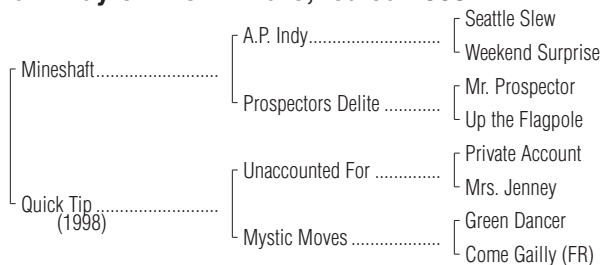 A.P. Indy
Seattle Slew
Weekend Surprise
Mineshaft
Prospectors Delite
Mr. Prospector
Up the Flagpole
Unaccounted For
Private Account
Mrs. Jenney
Quick Tip
(1998)
Mystic Moves
Green Dancer
Come Gailly (FR)